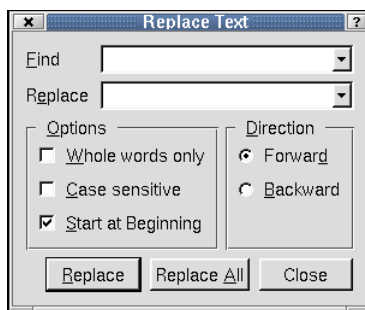 Replace Text ?
Find
Replace
Options
Whole words only
Case sensitive
Start at Beginning
Direction
Forward
Backward
Replace Replace All Close